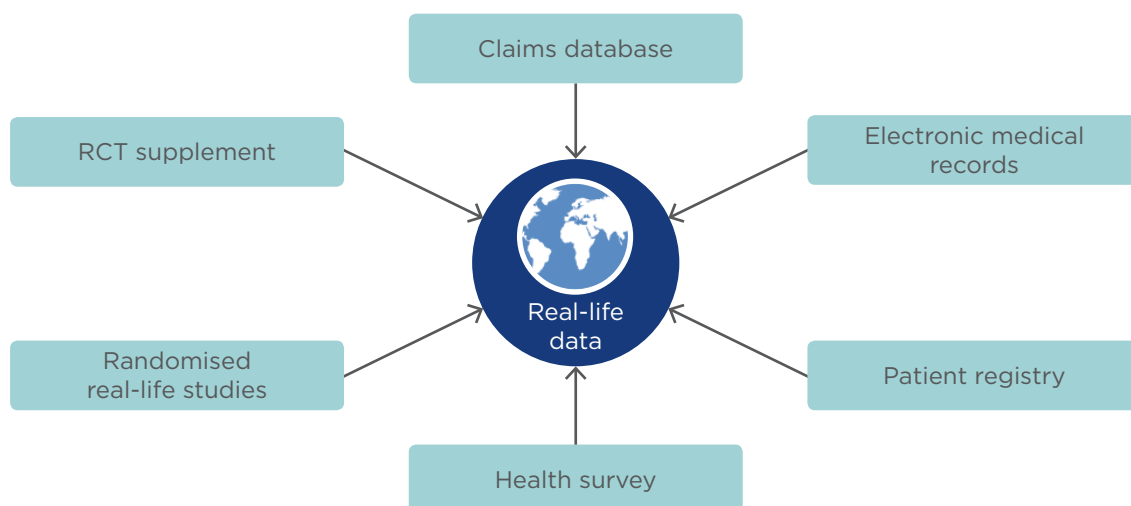 Claims database
RCT supplement
Electronic medical
records
Real-life
data
Randomised
real-life studies
Patient registry
Health survey